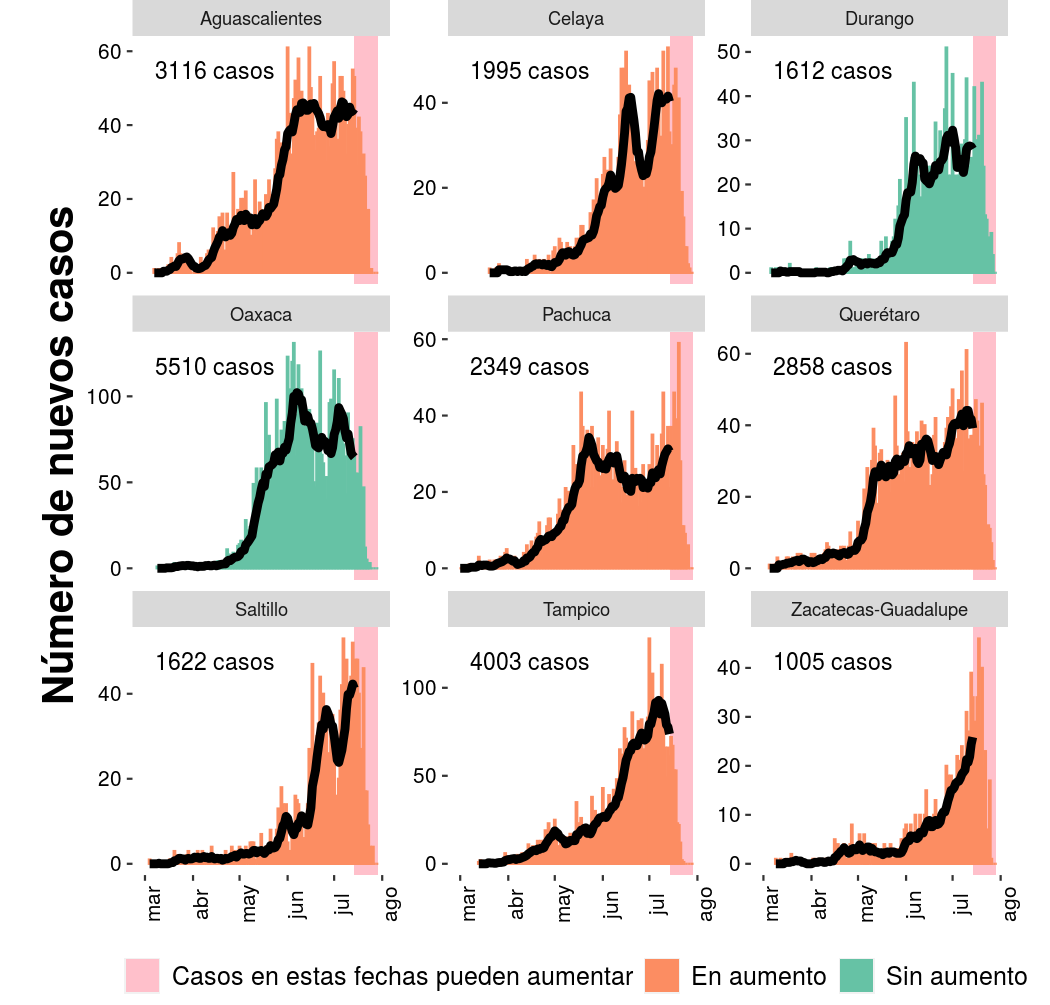 Número de nuevos casos
Aguascalientes
60
40
20
0
3116 casos
Celaya
40
20
0
1995 casos
Durango
50
40
30
20
10
0
1612 casos
Oaxaca
100
50
0
5510 casos
Pachuca
60
40
20
0
2349 casos
Querétaro
60
40
20
0
2858 casos
Saltillo
40
20
0
1622 casos
mar abr may jun jul ago
Tampico
100
50
0
4003 casos
mar abr may jun jul ago
Zacatecas-Guadalupe
40
30
20
10
0
1005 casos
mar abr may jun jul ago
Casos en estas fechas pueden aumentar En aumento Sin aumento